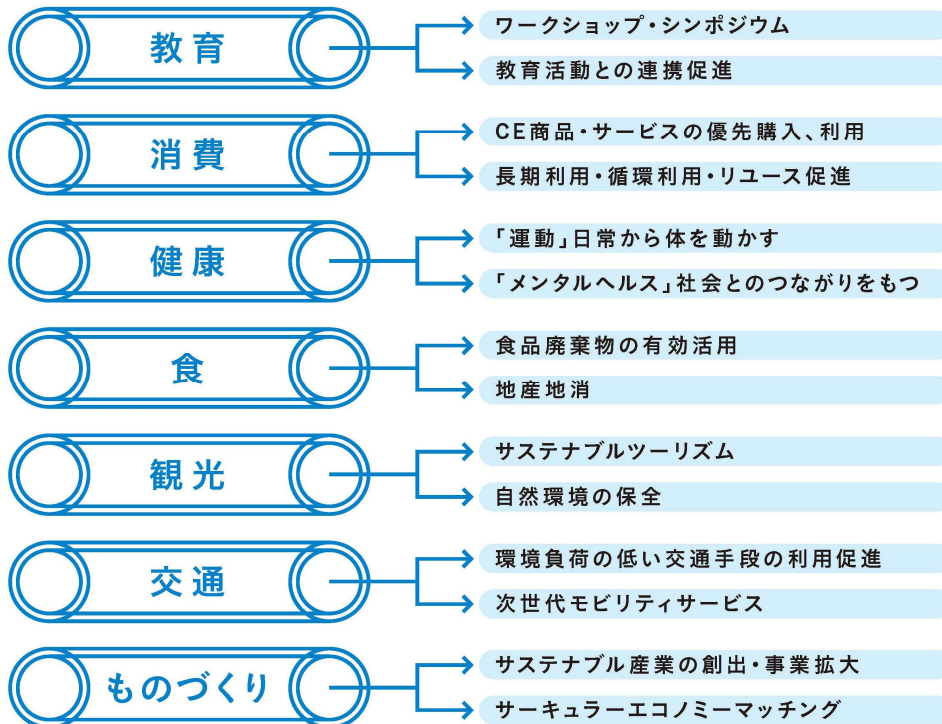 教育
ワークショップ・シンポジウム
教育活動との連携促進
消費
CE商品・サービスの優先購入、利用
長期利用・循環利用・リユース促進
健康
「運動」日常から体を動かす
「メンタルヘルス」社会とのつながりをもつ
食
食品廃棄物の有効活用
地産地消
観光
サステナブルツーリズム
自然環境の保全
交通
環境負荷の低い交通手段の利用促進
次世代モビリティサービス
ものづくり
サステナブル産業の創出・事業拡大
サーキュラーエコノミーマッチング